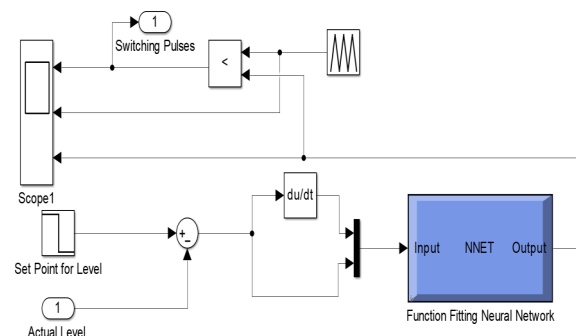 1
Switching Pulses
<
Scope1
du/dt
+
-
Set Point for Level
Input NNET Output
1
Function Fitting Neural Network
Actual Level